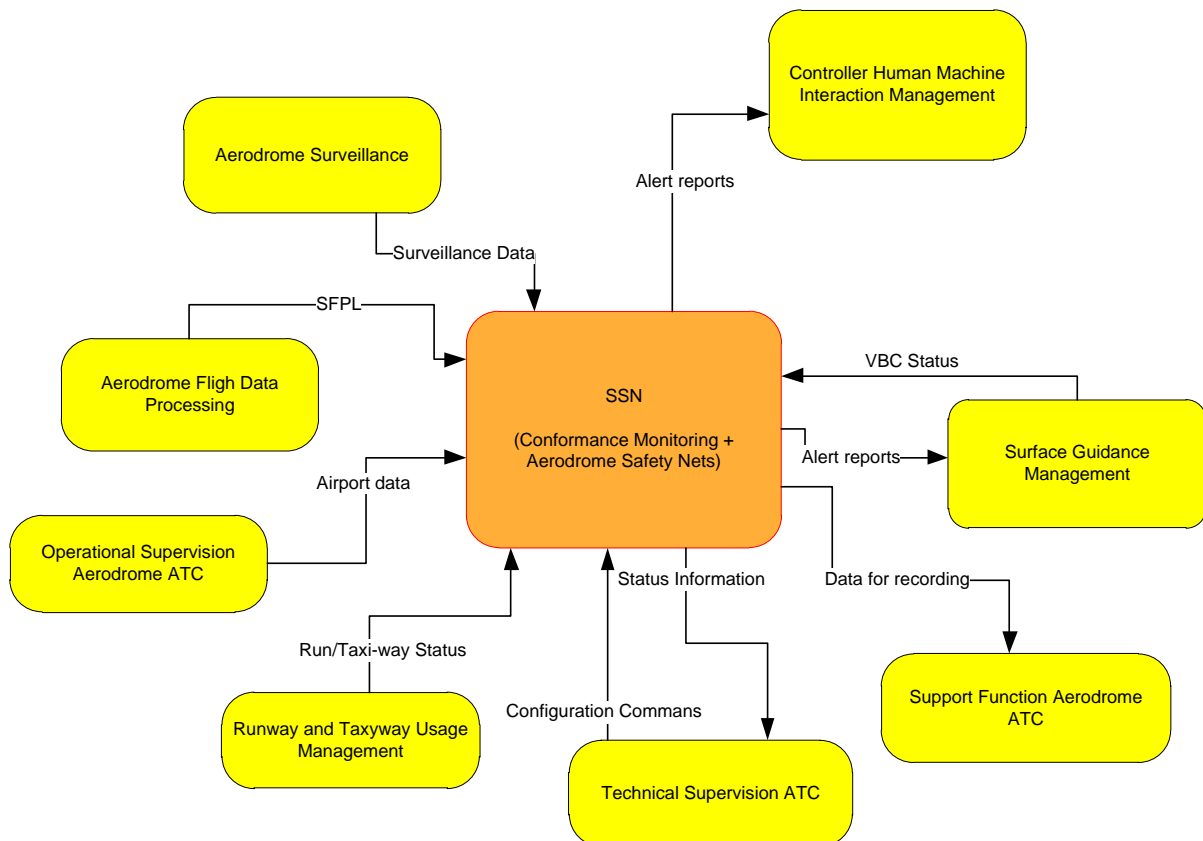 Controller Human Machine
Interaction Management
Aerodrome Surveillance
Alert reports
Surveillance Data
SFPL
Aerodrome Fligh Data
Processing
SSN
(Conformance Monitoring +
Aerodrome Safety Nets)
VBC Status
Alert reports
Surface Guidance
Management
Airport data
Operational Supervision
Aerodrome ATC
Status Information
Data for recording
Run/Taxi-way Status
Configuration Commans
Runway and Taxyway Usage
Management
Support Function Aerodrome
ATC
Technical Supervision ATC